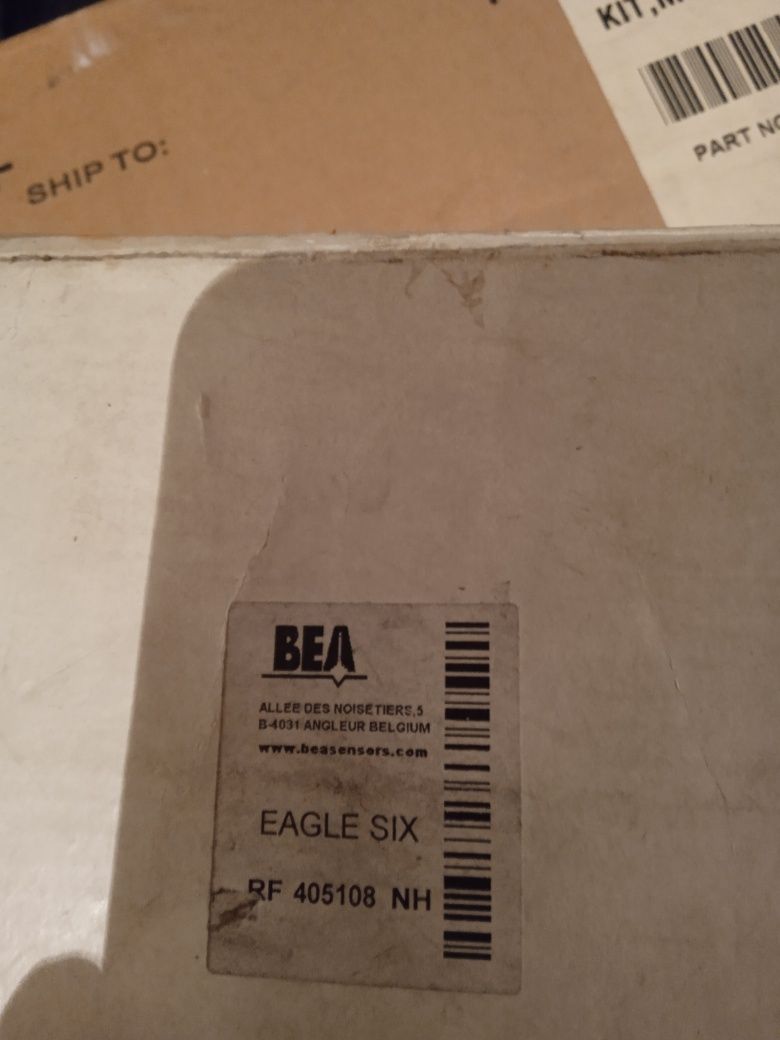 KIT,
PART NO
SHIP TO:
BEA
ALLEE DES NOISETIERS,5
B-4031 ANGLEUR BELGIUM
www.beasensors.com
EAGLE SIX
RF 405108 NH